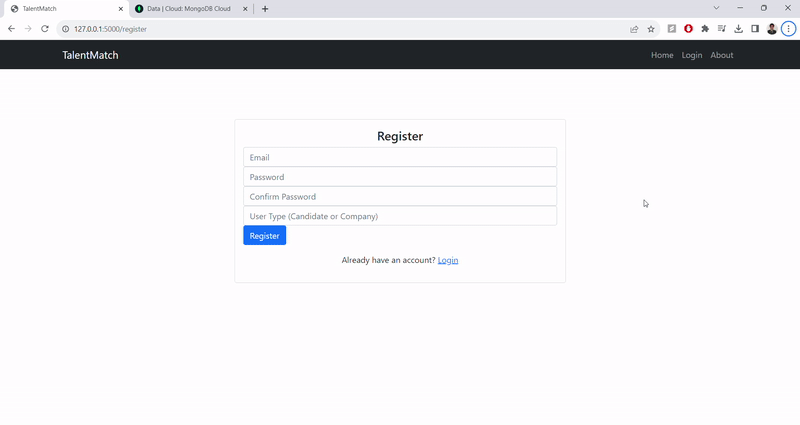 TalentMatch
Data | Cloud: MongoDB Cloud
127.0.0.1:5000/register
TalentMatch
Home Login About
Register
Email
Password
Confirm Password
User Type (Candidate or Company)
Register
Already have an account? Login